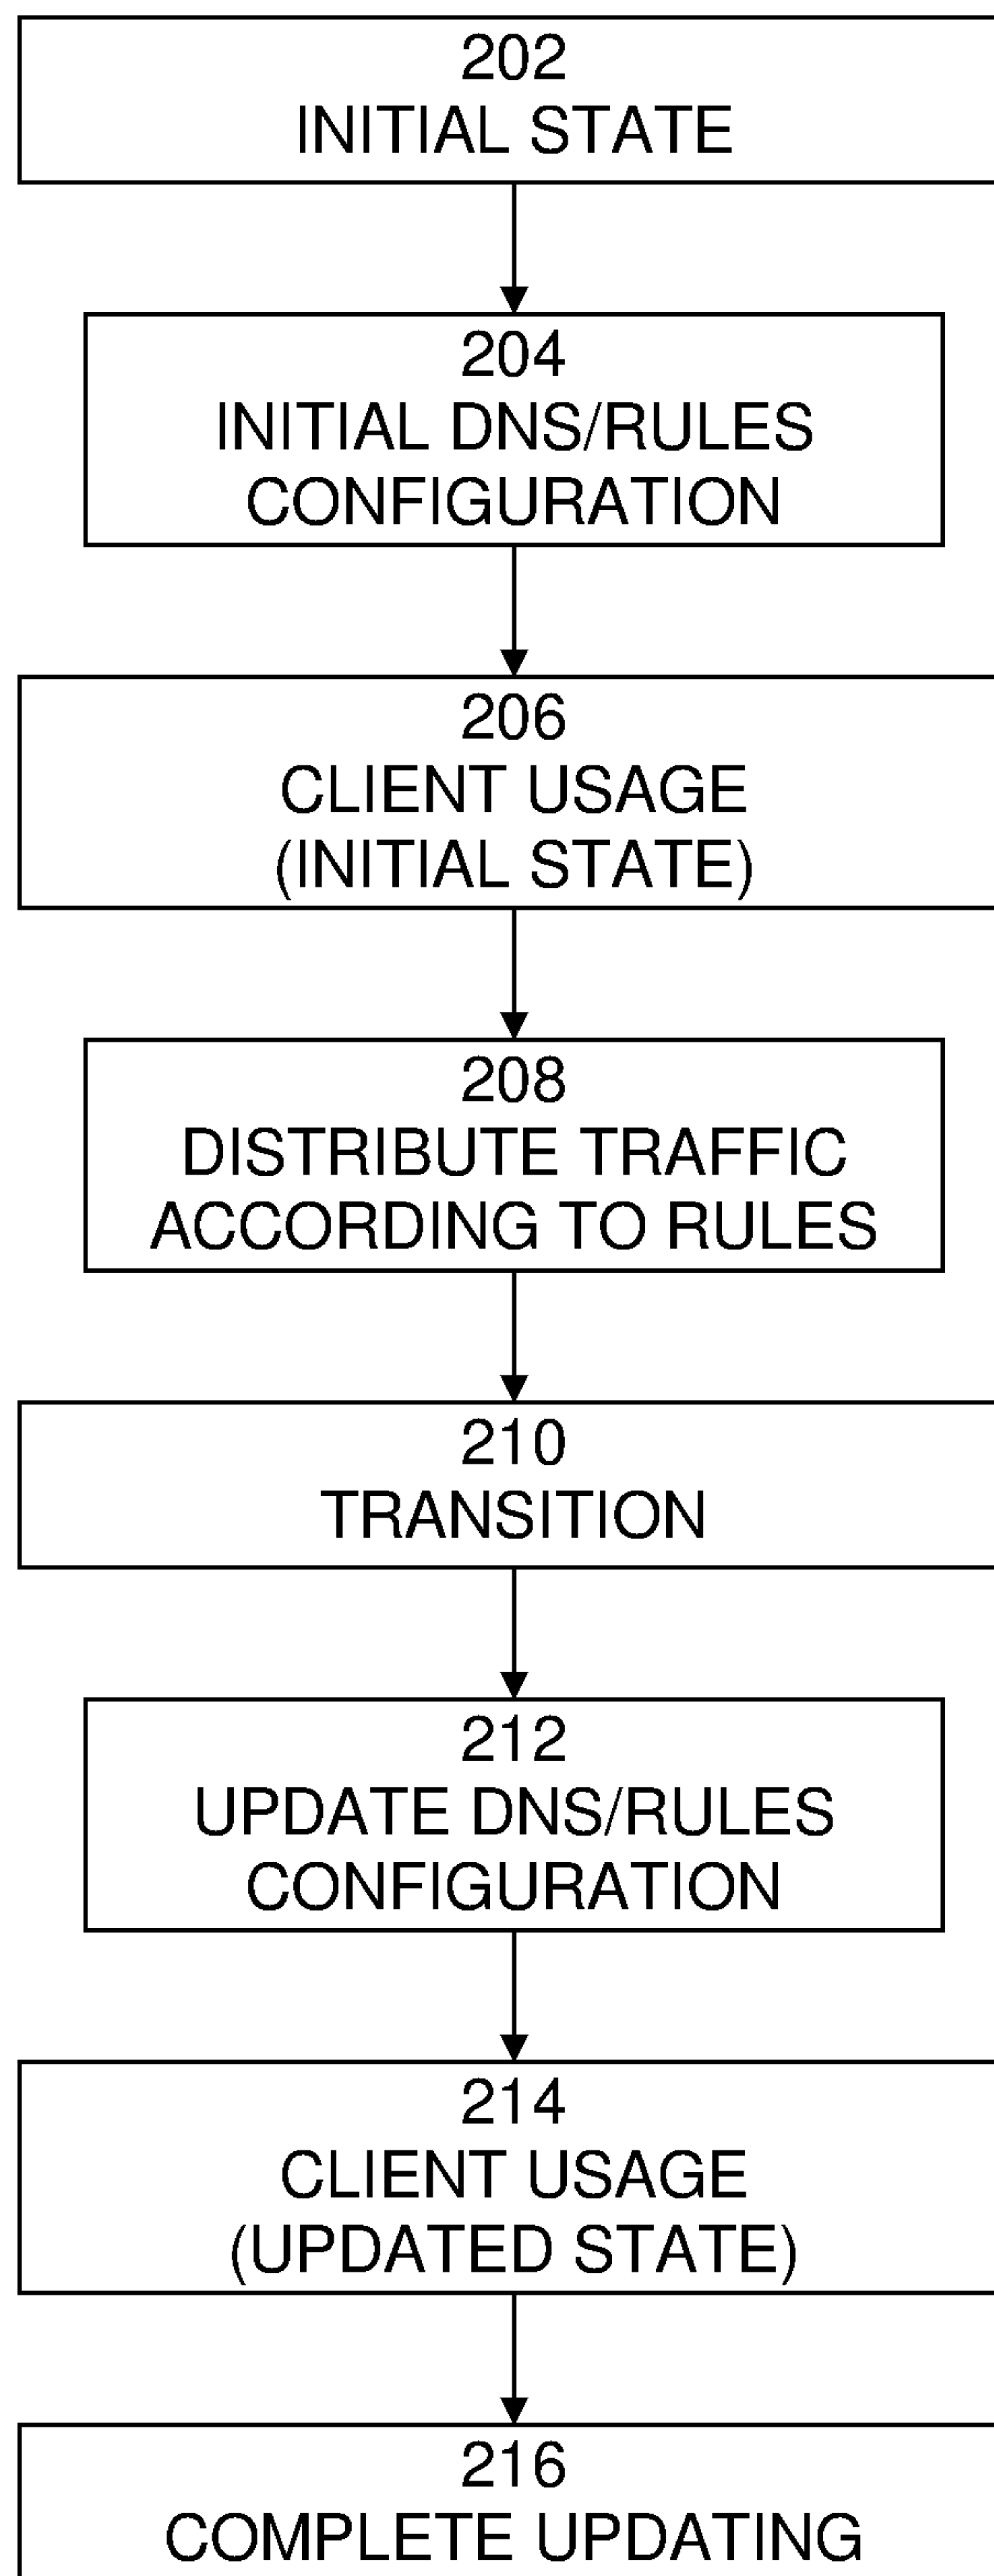 202
INITIAL STATE
204
INITIAL DNS/RULES
CONFIGURATION
206
CLIENT USAGE
(INITIAL STATE)
208
DISTRIBUTE TRAFFIC
ACCORDING TO RULES
210
TRANSITION
212
UPDATE DNS/RULES
CONFIGURATION
214
CLIENT USAGE
(UPDATED STATE)
216
COMPLETE UPDATING